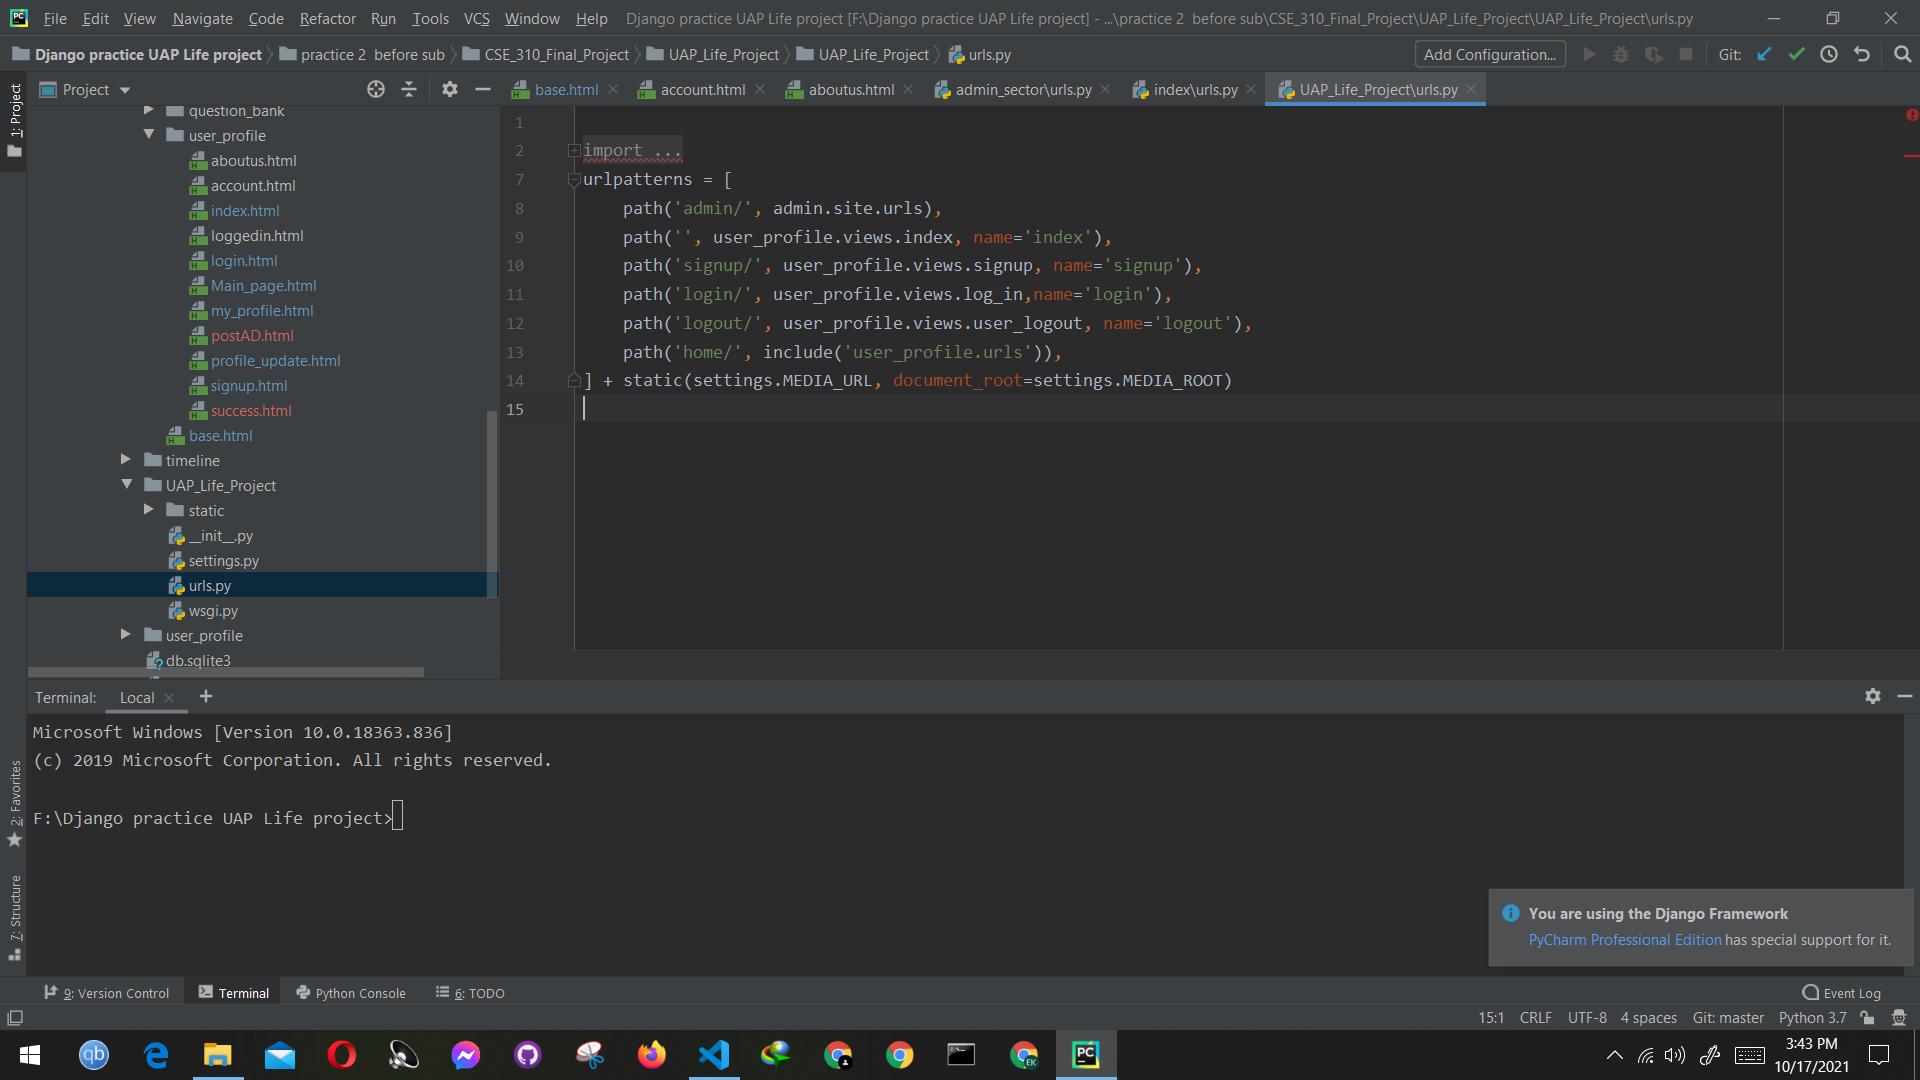 File Edit View Navigate Code Refactor Run Tools VCS Window Help Django practice UAP Life project [F:\Django practice UAP Life project] - ...\practice 2  before sub\CSE_310_Final_Project\UAP_Life_Project\UAP_Life_Project\urls.py
Django practice UAP Life project practice 2  before sub CSE_310_Final_Project UAP_Life_Project UAP_Life_Project urls.py Add Configuration... Git:
1: Project
Project
base.html account.html aboutus.html admin_sector\urls.py index\urls.py UAP_Life_Project\urls.py
question_bank
user_profile
aboutus.html
account.html
index.html
loggedin.html
login.html
Main_page.html
my_profile.html
postAD.html
profile_update.html
signup.html
success.html
base.html
timeline
UAP_Life_Project
static
__init__.py
settings.py
urls.py
wsgi.py
user_profile
db.sqlite3
1
2 import ...
7 urlpatterns = [
8 path('admin/', admin.site.urls),
9 path('', user_profile.views.index, name='index'),
10 path('signup/', user_profile.views.signup, name='signup'),
11 path('login/', user_profile.views.log_in,name='login'),
12 path('logout/', user_profile.views.user_logout, name='logout'),
13 path('home/', include('user_profile.urls')),
14 ] + static(settings.MEDIA_URL, document_root=settings.MEDIA_ROOT)
15
Terminal: Local
Microsoft Windows [Version 10.0.18363.836]
(c) 2019 Microsoft Corporation. All rights reserved.
F:\Django practice UAP Life project>
2: Favorites
7: Structure
You are using the Django Framework
PyCharm Professional Edition has special support for it.
9: Version Control Terminal Python Console 6: TODO Event Log
15:1 CRLF UTF-8 4 spaces Git: master Python 3.7
qb
EK
PC
3:43 PM
10/17/2021